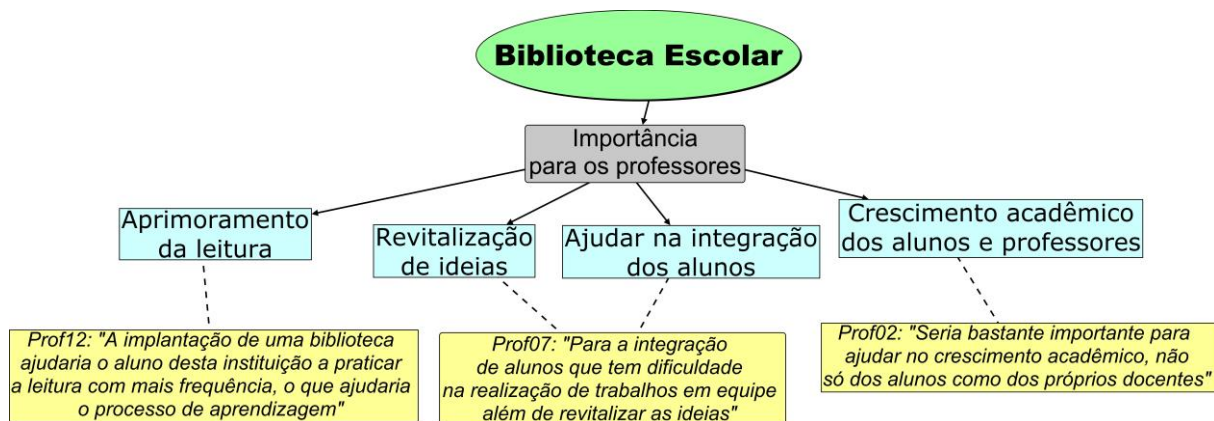 Biblioteca Escolar
Importância
para os professores
Aprimoramento
da leitura
Revitalização
de ideias
Ajudar na integração
dos alunos
Crescimento acadêmico
dos alunos e professores
Prof12: "A implantação de uma biblioteca
ajudaria o aluno desta instituição a praticar
a leitura com mais frequência, o que ajudaria
o processo de aprendizagem"
Prof07: "Para a integração
de alunos que tem dificuldade
na realização de trabalhos em equipe
além de revitalizar as ideias"
Prof02: "Seria bastante importante para
ajudar no crescimento acadêmico, não
só dos alunos como dos próprios docentes"